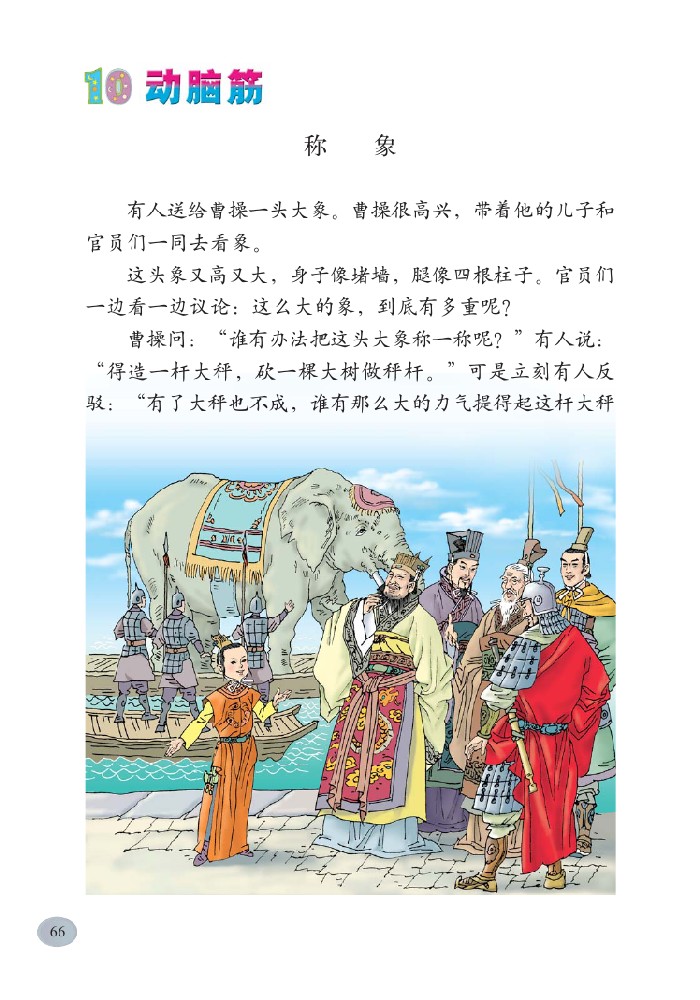 10 动脑筋
称 象
有人送给曹操一头大象。曹操很高兴，带着他的儿子和
官员们一同去看象。
这头象又高又大，身子像堵墙，腿像四根柱子。官员们
一边看一边议论：这么大的象，到底有多重呢？
曹操问：“谁有办法把这头大象称一称呢？”有人说：
“得造一杆大秤，砍一棵大树做秤杆。”可是立刻有人反
驳：“有了大秤也不成，谁有那么大的力气提得起这杆大秤
66